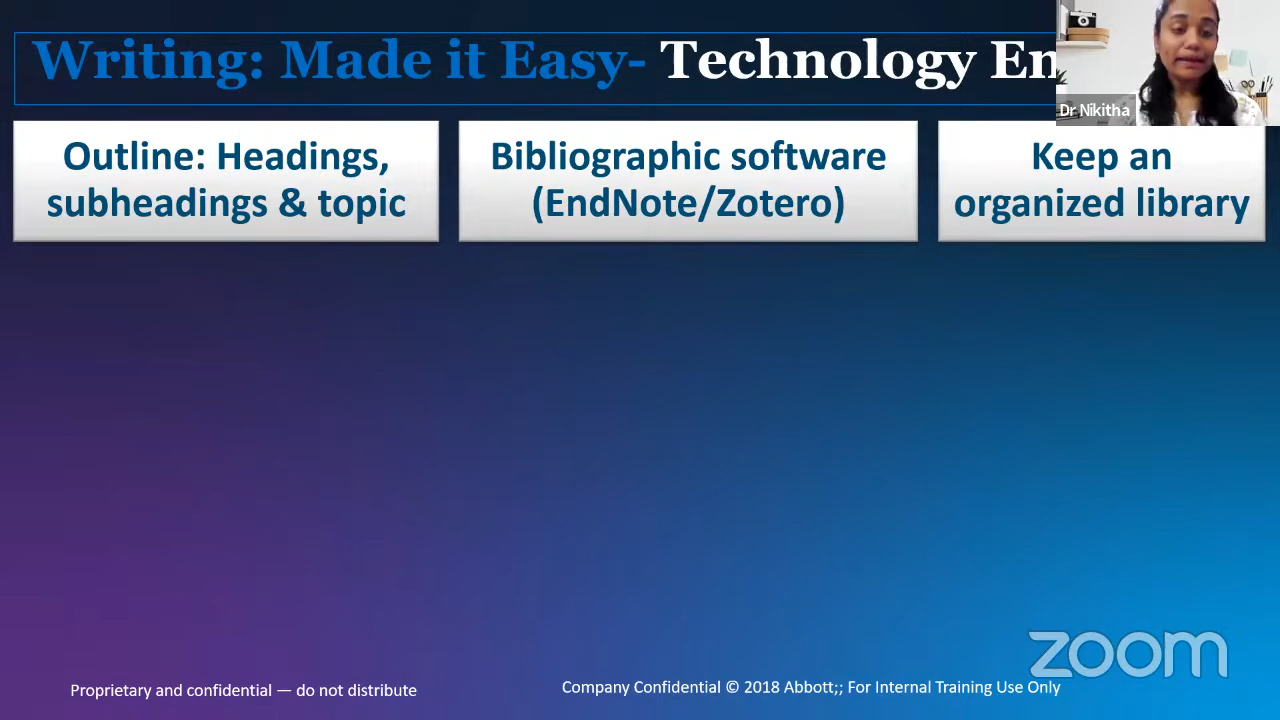 Writing: Made it Easy- Technology En
Dr Nikitha
Outline: Headings,
subheadings & topic
Bibliographic software
(EndNote/Zotero)
Keep an
organized library
zoom
Proprietary and confidential — do not distribute
Company Confidential © 2018 Abbott;; For Internal Training Use Only